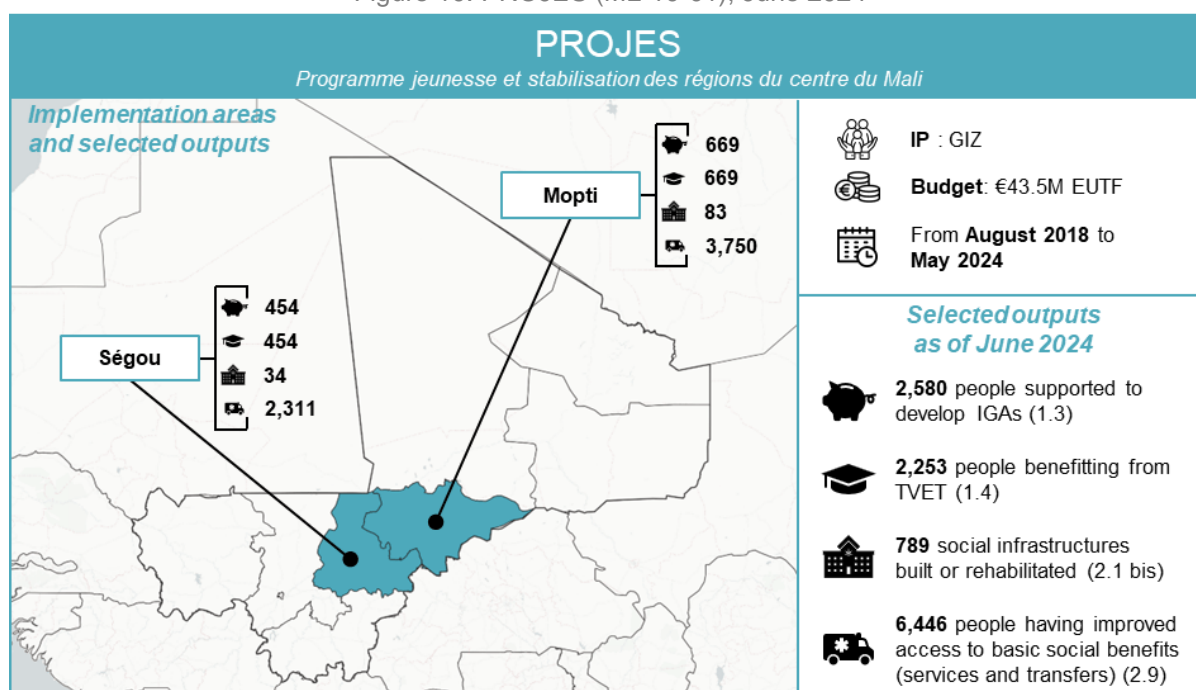 PROJES
Programme jeunesse et stabilisation des régions du centre du Mali
Implementation areas
and selected outputs
Mopti
669
669
83
3,750
Ségou
454
454
34
2,311
IP : GIZ
Budget: €43.5M EUTF
From August 2018 to
May 2024
Selected outputs
as of June 2024
2,580 people supported to
develop IGAs (1.3)
2,253 people benefitting from
TVET (1.4)
789 social infrastructures
built or rehabilitated (2.1 bis)
6,446 people having improved
access to basic social benefits
(services and transfers) (2.9)